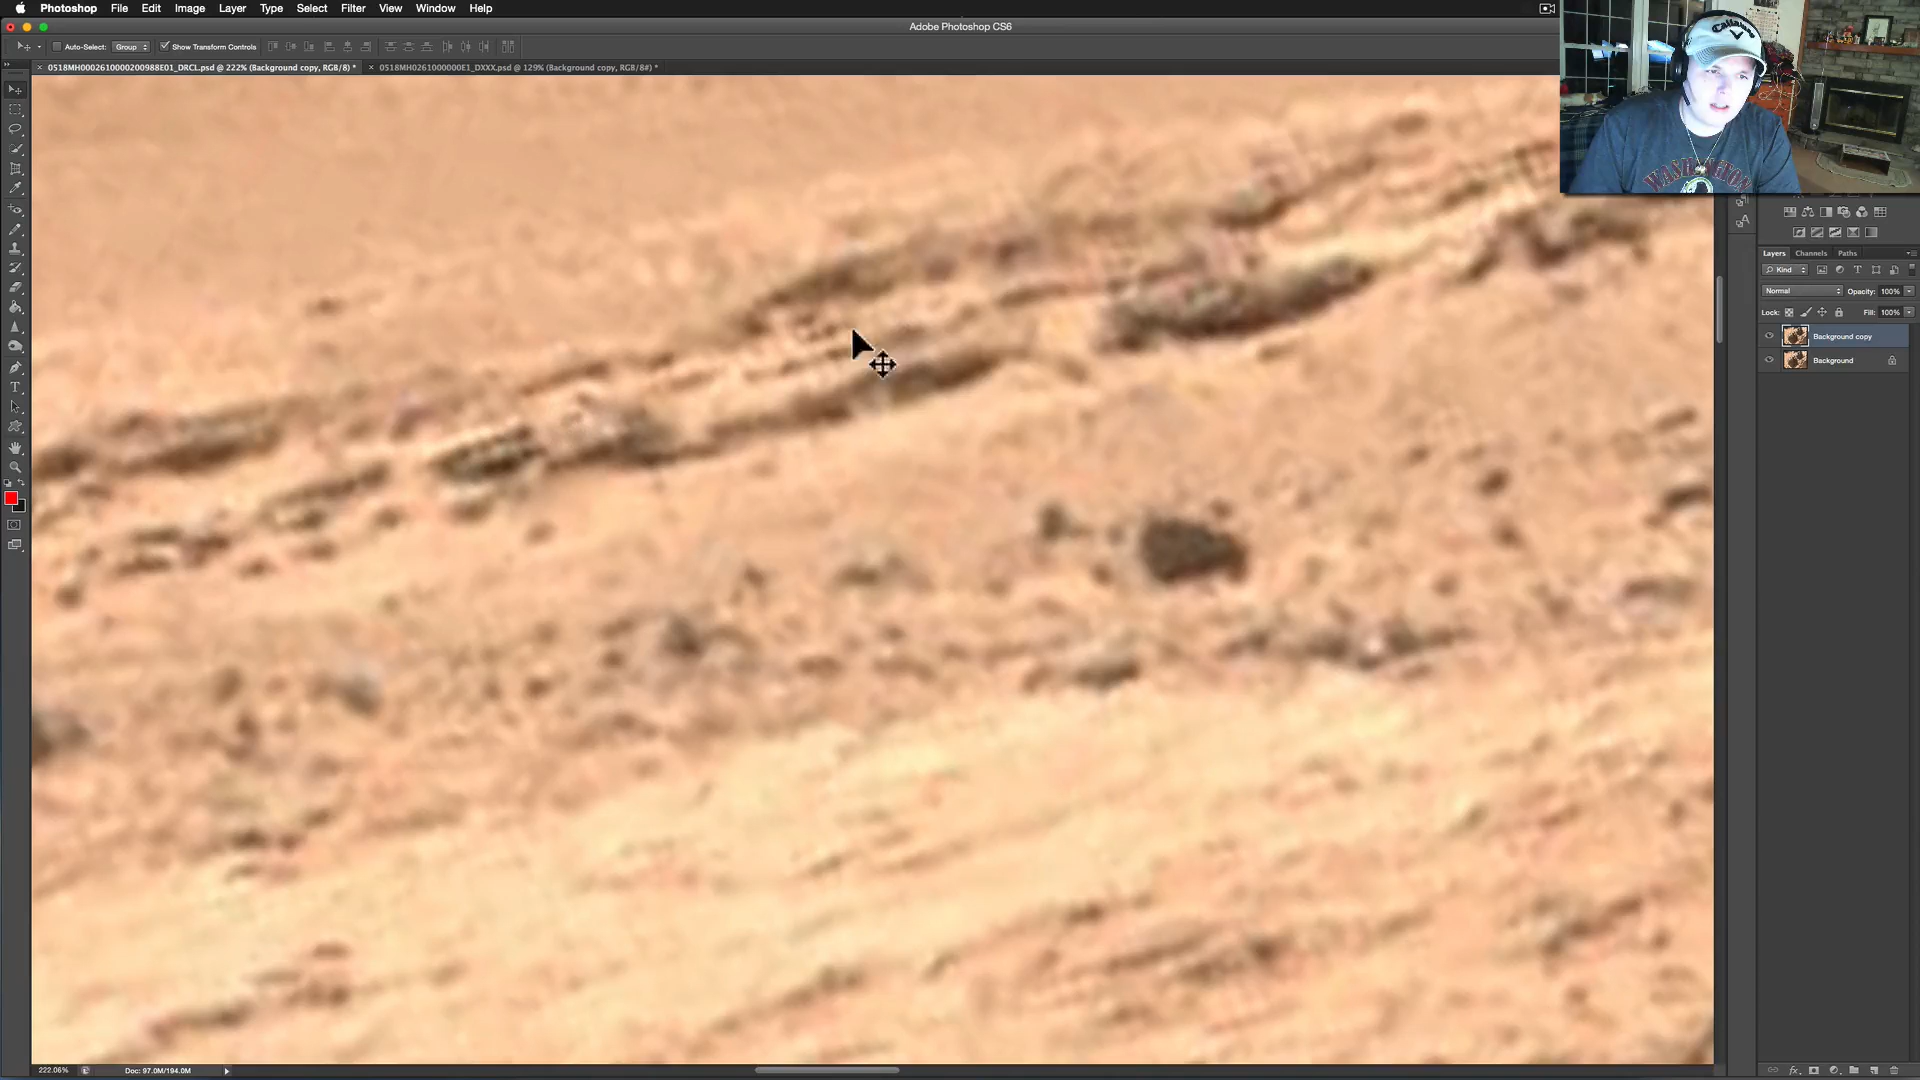 Photoshop File Edit Image Layer Type Select Filter View Window Help
Adobe Photoshop CS6
Auto-Select: Group Show Transform Controls
0518MH0002610000200988E01_DRCL.psd @ 222% (Background copy, RGB/8) *
0518MH0261000000E1_DXXX.psd @ 129% (Background copy, RGB/8#) *
Callaway
WASHINGTON
Layers Channels Paths
Kind
Normal Opacity: 100%
Lock: Fill: 100%
Background copy
Background
222.06% Doc: 97.0M/194.0M